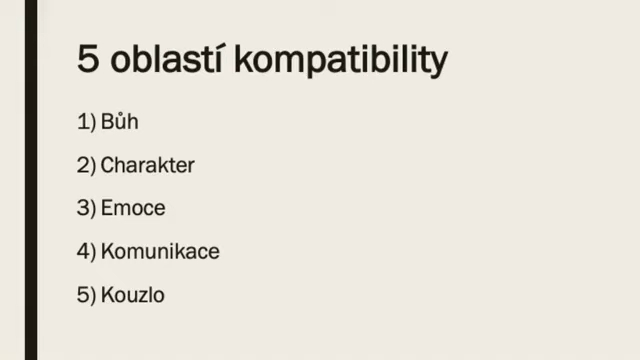 5 oblastí kompatibility
1) Bůh
2) Charakter
3) Emoce
4) Komunikace
5) Kouzlo